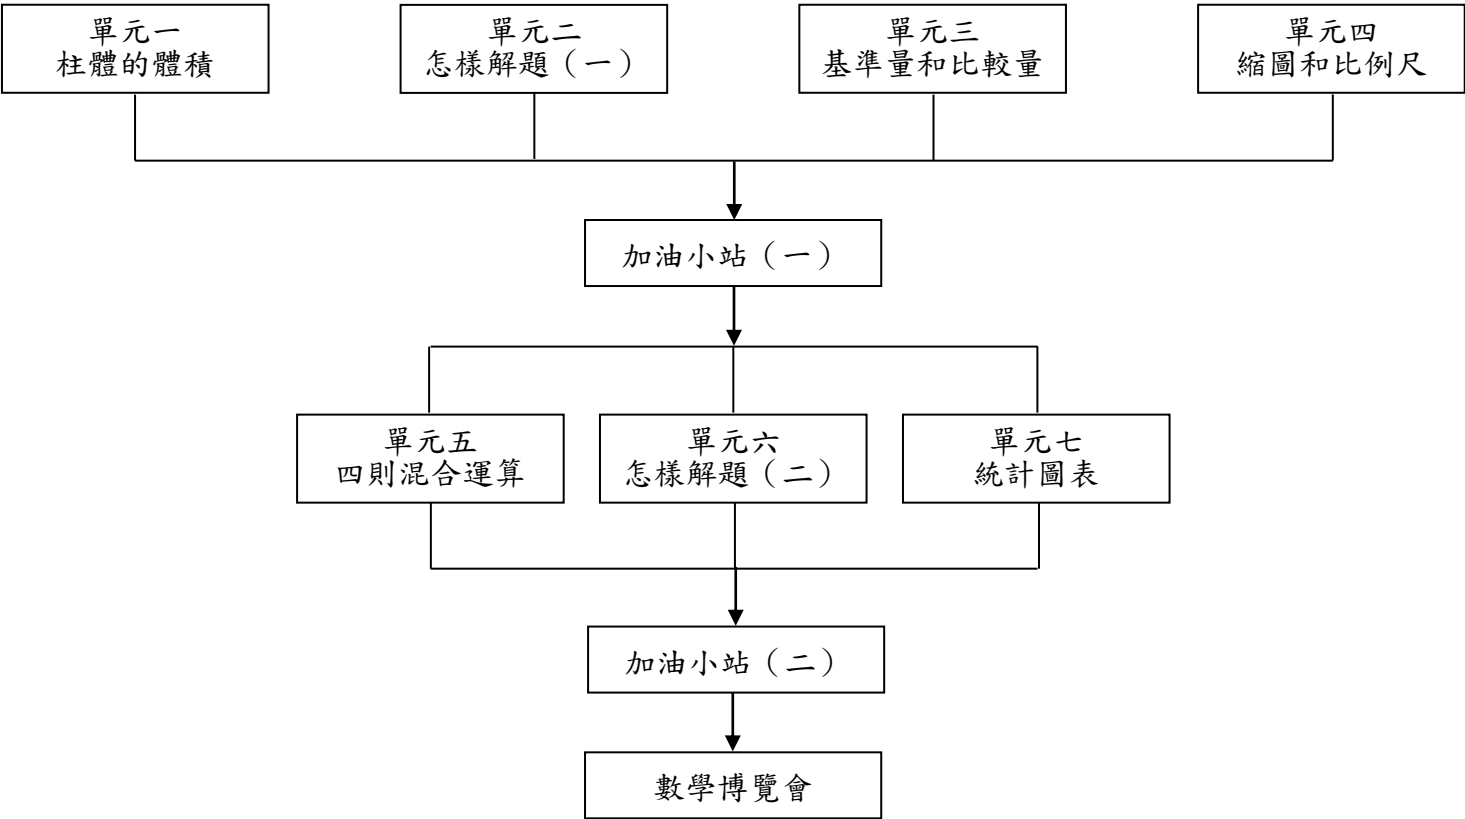 單元一
柱體的體積
單元二
怎樣解題（一）
單元三
基準量和比較量
單元四
縮圖和比例尺
加油小站（一）
單元五
四則混合運算
單元六
怎樣解題（二）
單元七
統計圖表
加油小站（二）
數學博覽會